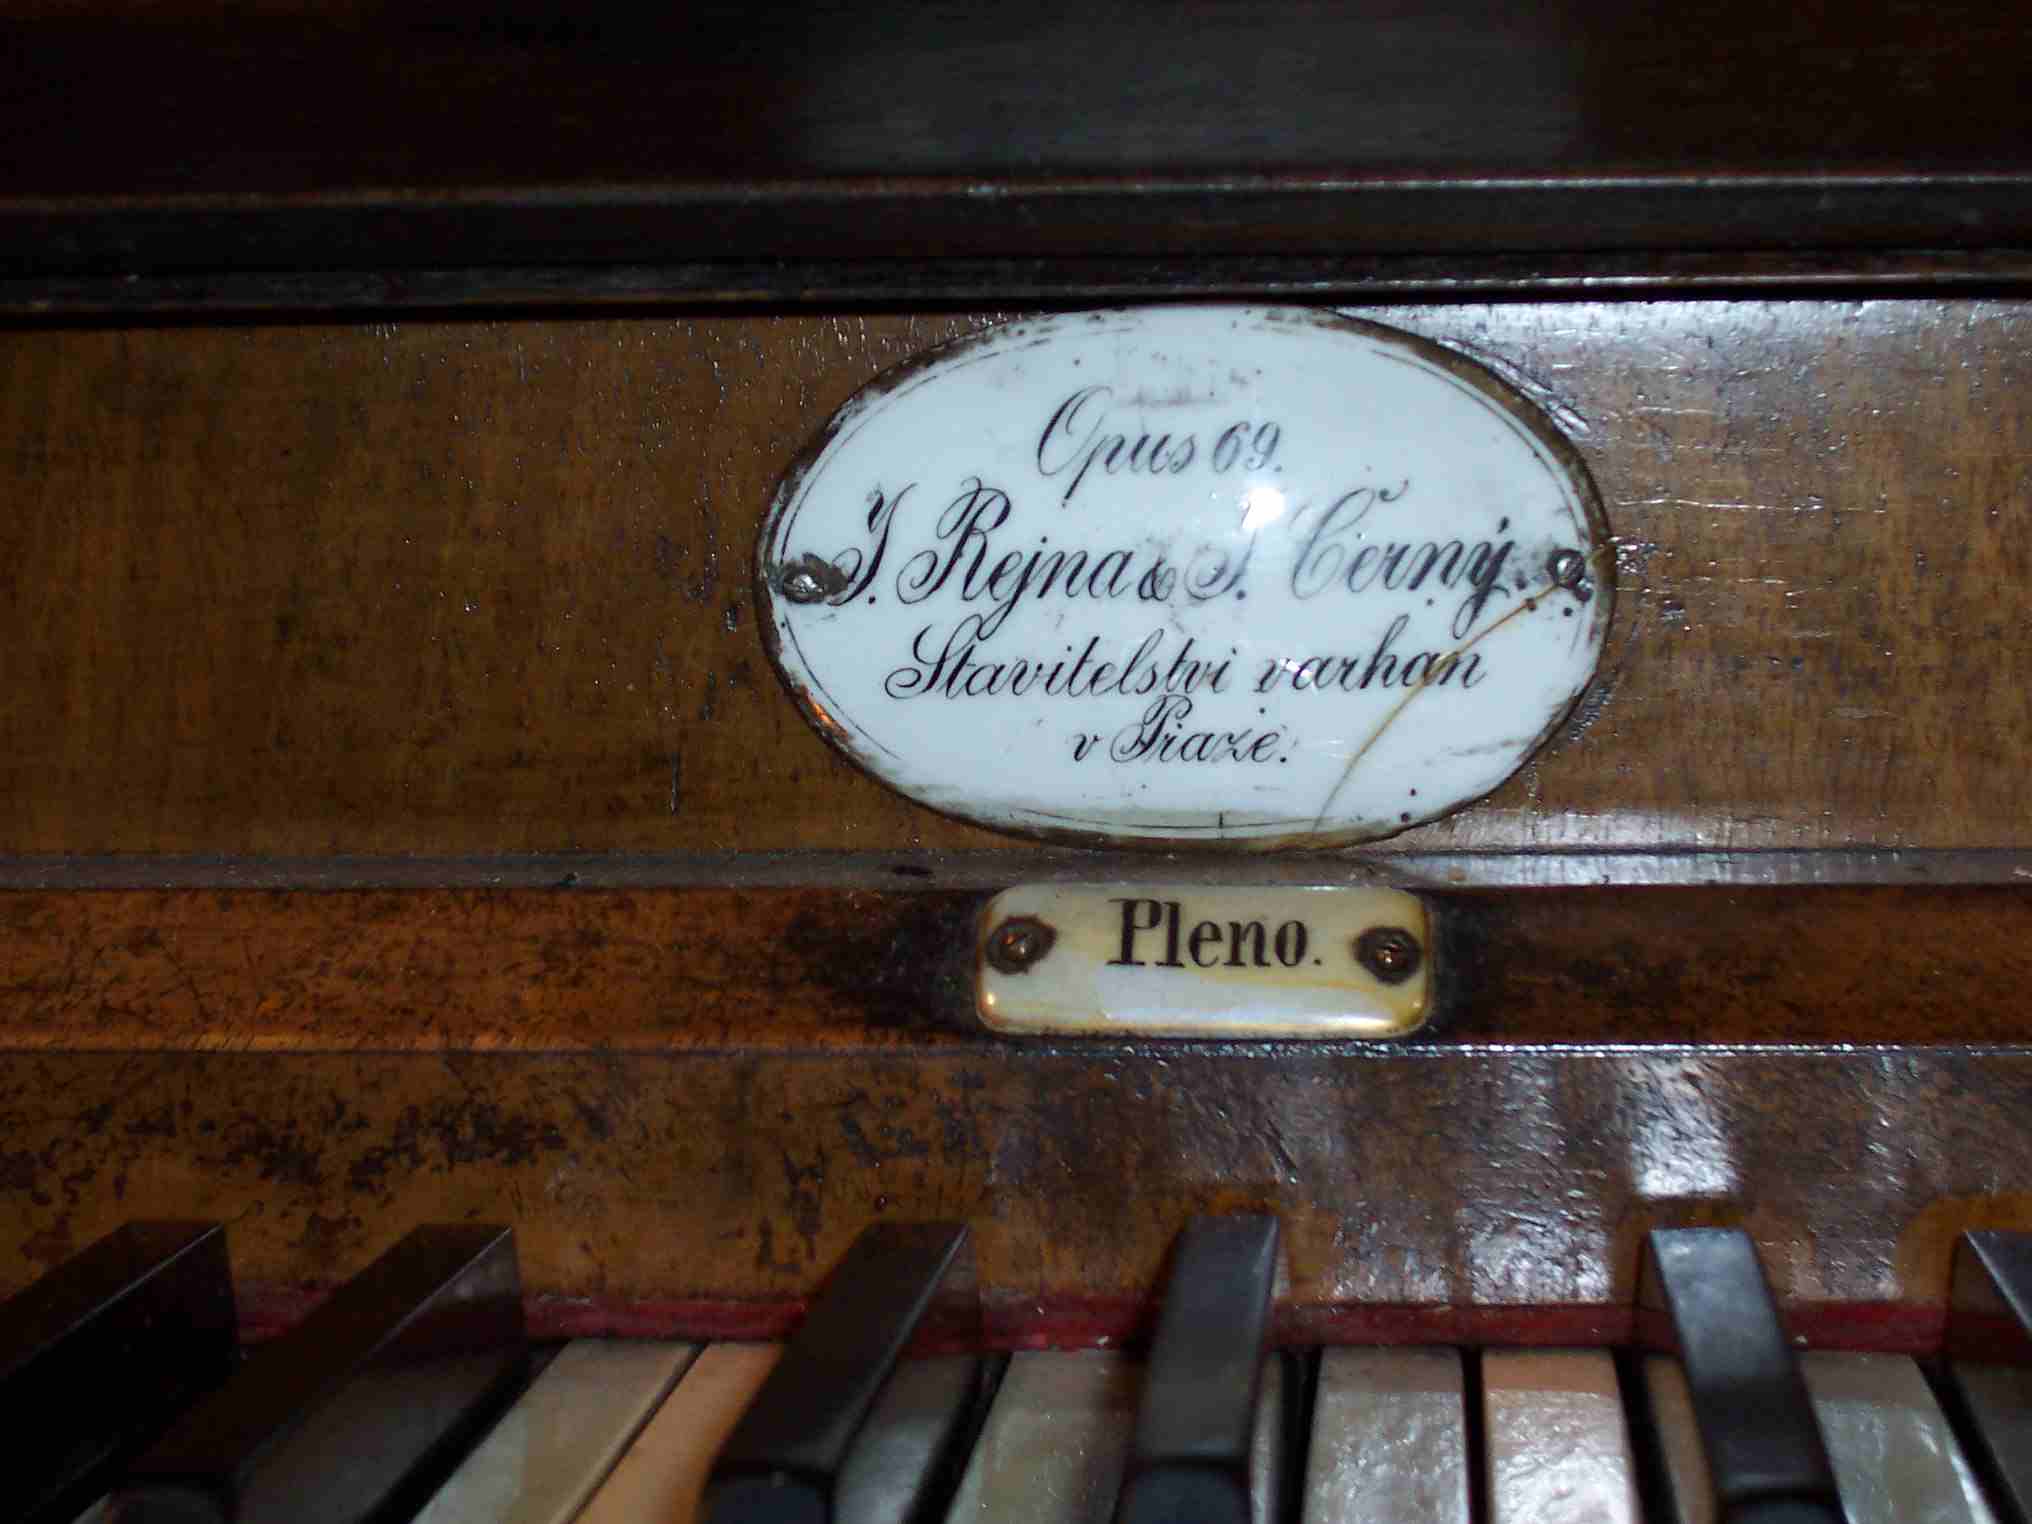 Opus 69.
J. Rejna & J. Černý.
Stavitelství varhan
v Praze.
Pleno.